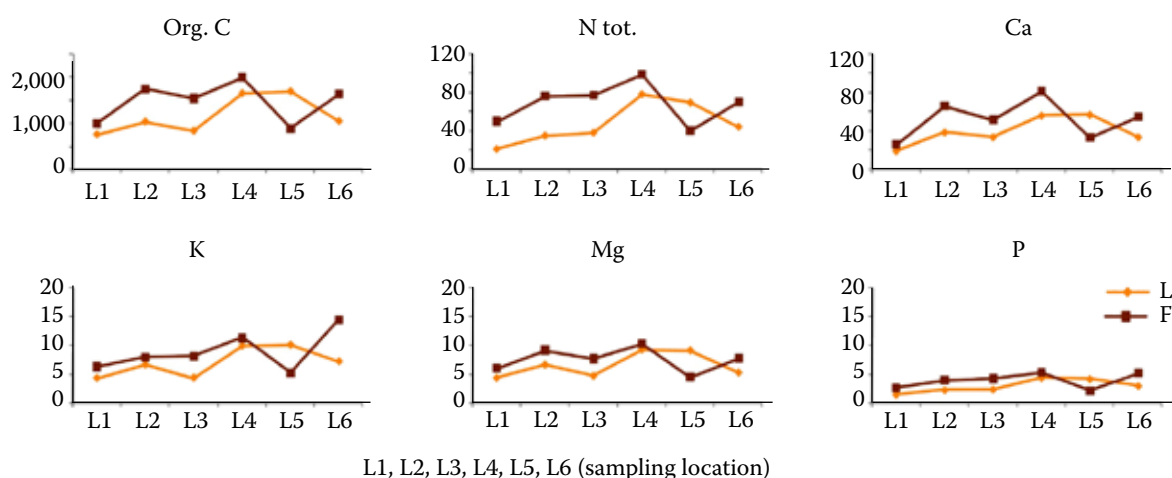 Org. C
2,000
1,000
0
L1 L2 L3 L4 L5 L6
N tot.
120
80
40
0
L1 L2 L3 L4 L5 L6
Ca
120
80
40
0
L1 L2 L3 L4 L5 L6
K
20
15
10
5
0
L1 L2 L3 L4 L5 L6
Mg
20
15
10
5
0
L1 L2 L3 L4 L5 L6
P
20
15
10
5
0
L1 L2 L3 L4 L5 L6
L
F
L1, L2, L3, L4, L5, L6 (sampling location)